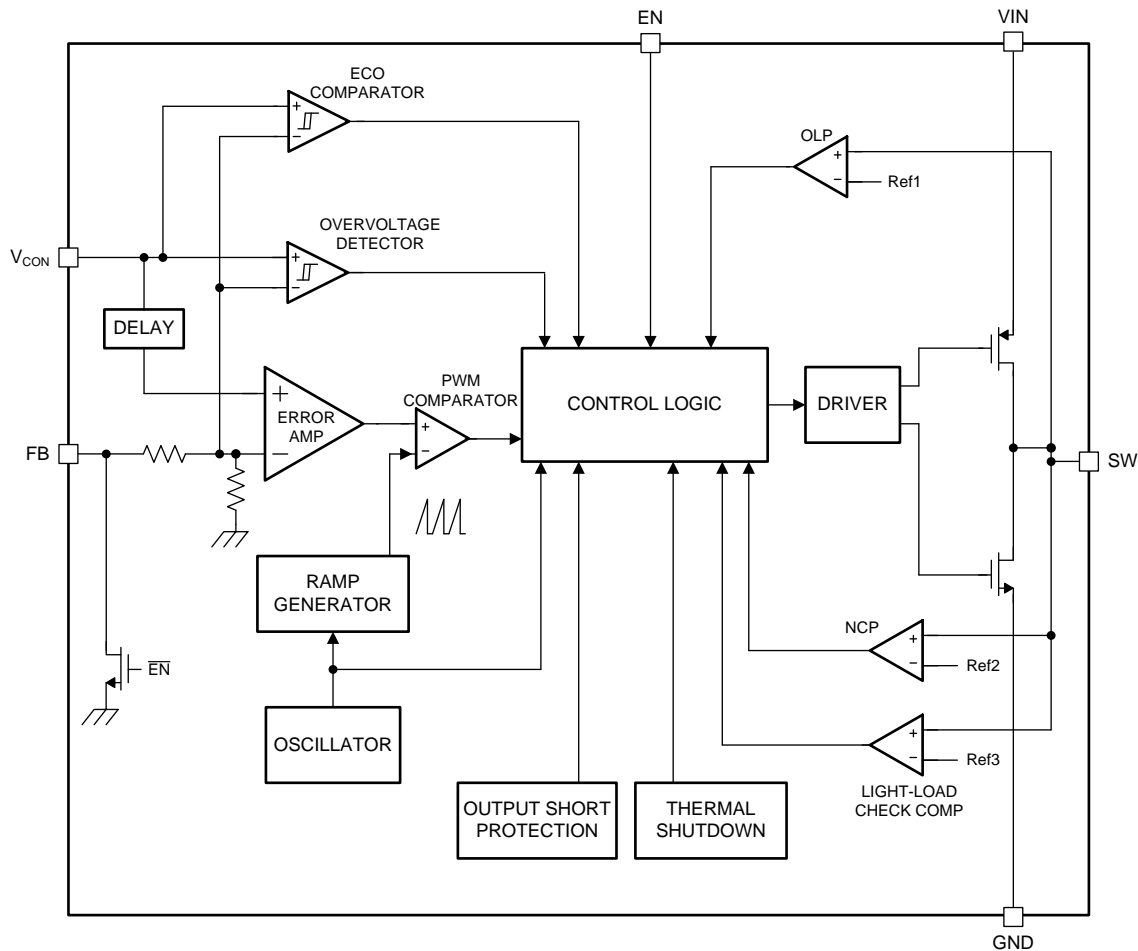 EN
VIN
ECO
COMPARATOR
+
−
OLP
+
−
Ref1
OVERVOLTAGE
DETECTOR
VCON
+
−
DELAY
PWM
COMPARATOR
CONTROL LOGIC
DRIVER
+
ERROR
AMP
−
+
−
FB
SW
RAMP
GENERATOR
NCP
+
−
Ref2
EN
OSCILLATOR
+
−
Ref3
LIGHT-LOAD
CHECK COMP
OUTPUT SHORT
PROTECTION
THERMAL
SHUTDOWN
GND